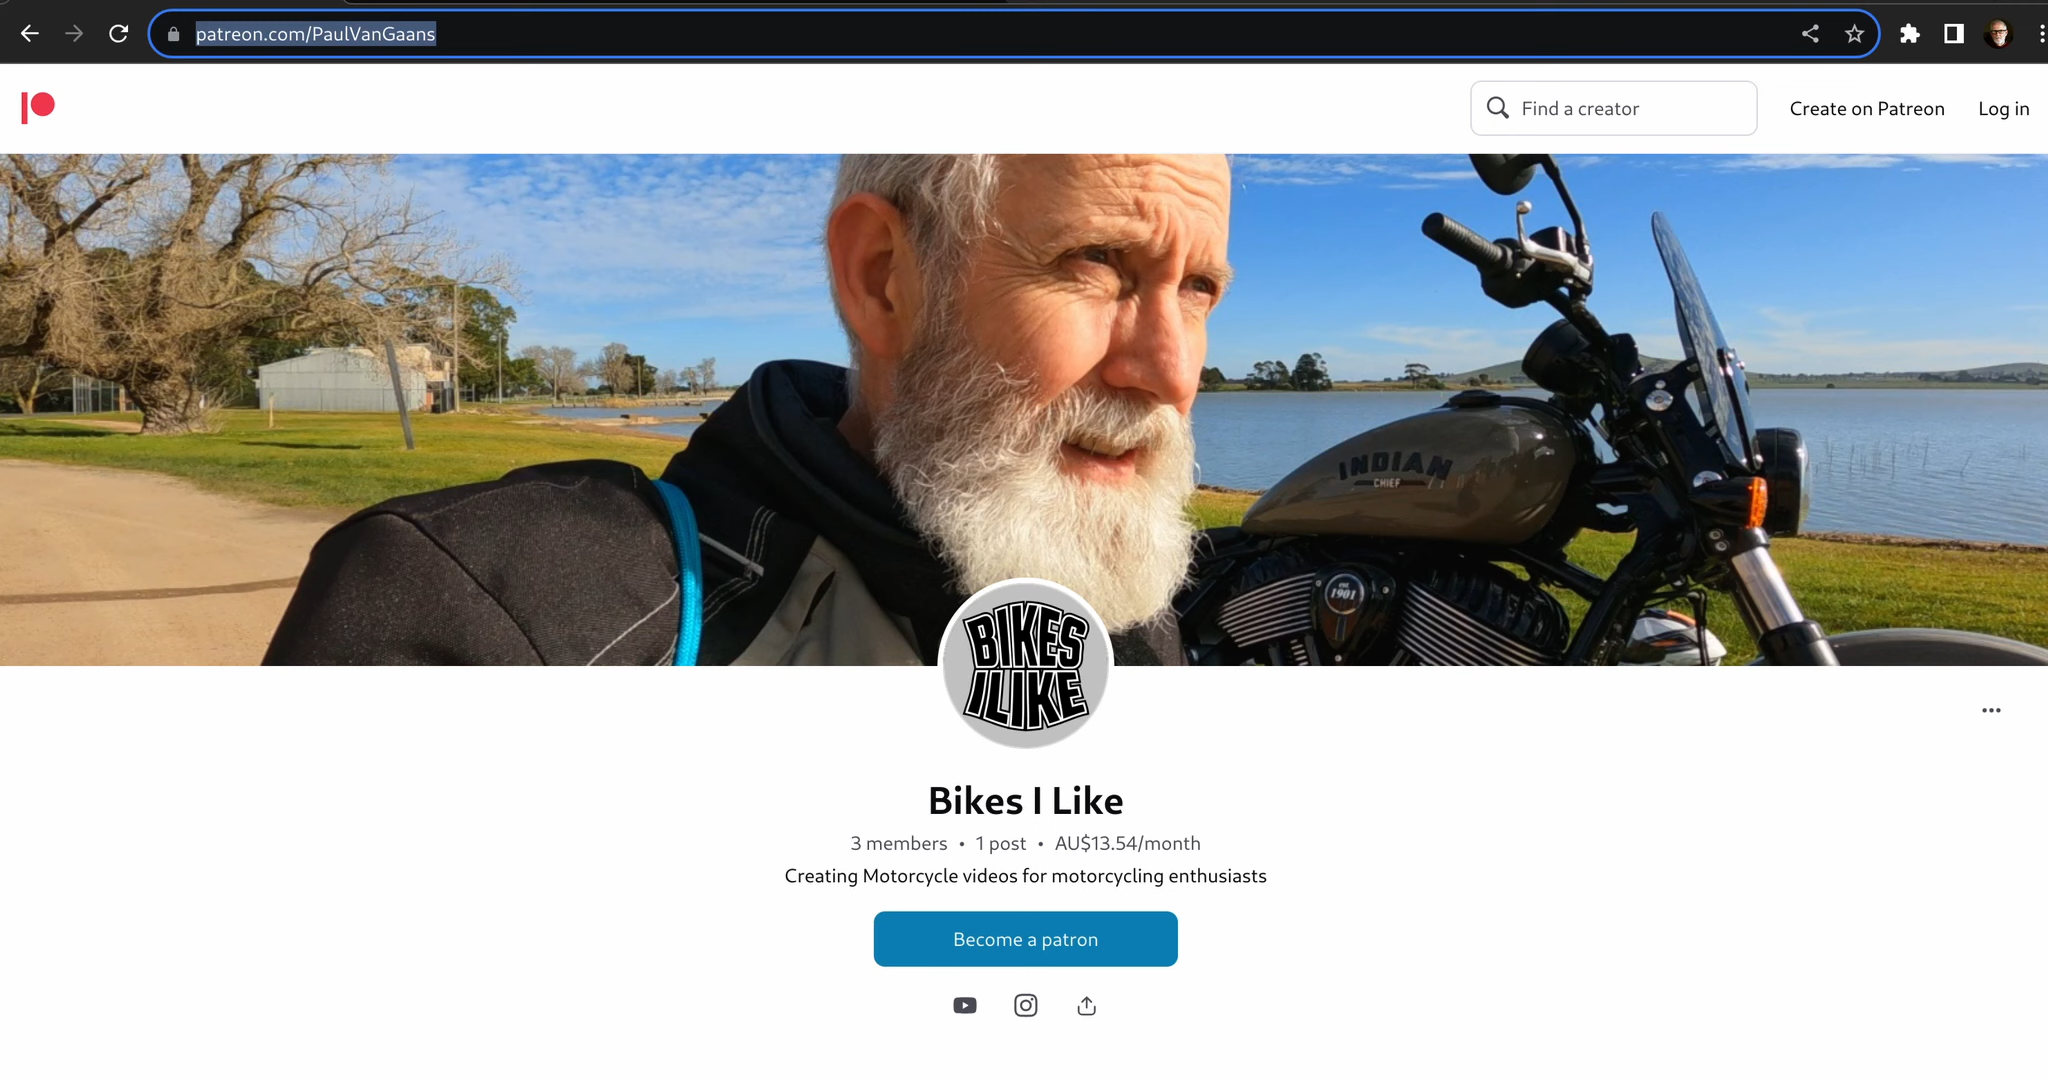 patreon.com/PaulVanGaans
Find a creator
Create on Patreon
Log in
INDIAN
CHIEF
EST.
1901
BIKES
I LIKE
Bikes I Like
3 members • 1 post • AU$13.54/month
Creating Motorcycle videos for motorcycling enthusiasts
Become a patron